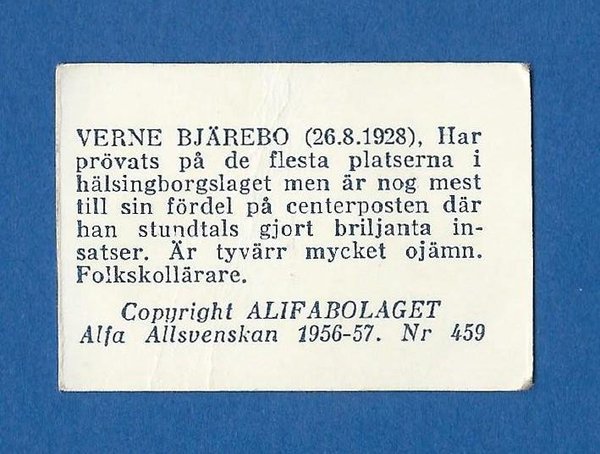 VERNE BJÄREBO (26.8.1928), Har
prövats på de flesta platserna i
hälsingborgslaget men är nog mest
till sin fördel på centerposten där
han stundtals gjort briljanta in-
satser. Är tyvärr mycket ojämn.
Folkskollärare.
Copyright ALIFABOLAGET
Alfa Allsvenskan 1956-57. Nr 459